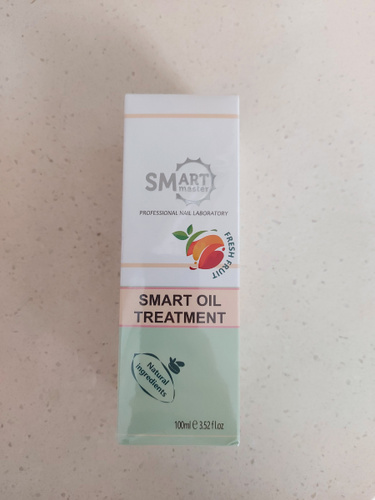 SMART
master
PROFESSIONAL NAIL LABORATORY
FRESH FRUIT
SMART OIL
TREATMENT
Natural
ingredients
100ml ℮ 3.52 fl.oz